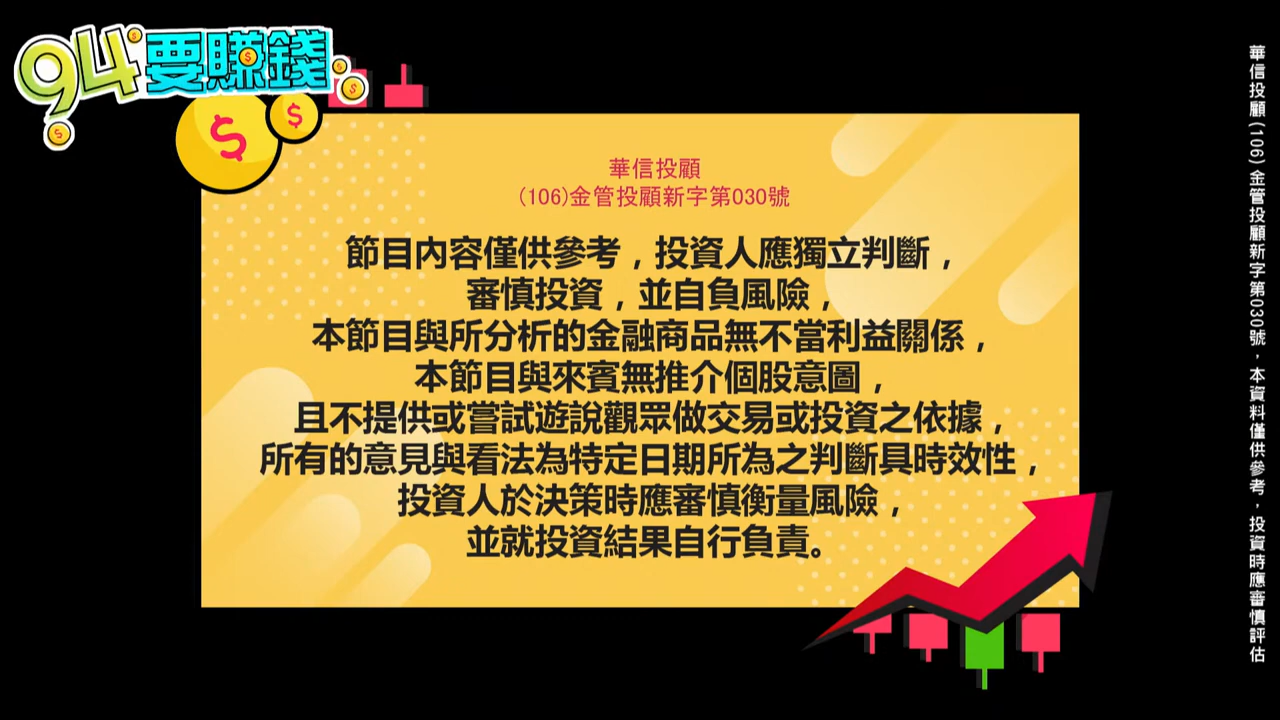 94要賺錢
華信投顧
(106)金管投顧新字第030號
節目內容僅供參考，投資人應獨立判斷，
審慎投資，並自負風險，
本節目與所分析的金融商品無不當利益關係，
本節目與來賓無推介個股意圖，
且不提供或嘗試遊說觀眾做交易或投資之依據，
所有的意見與看法為特定日期所為之判斷具時效性，
投資人於決策時應審慎衡量風險，
並就投資結果自行負責。
華信投顧(106)金管投顧新字第030號，本資料僅供參考，投資時應審慎評估